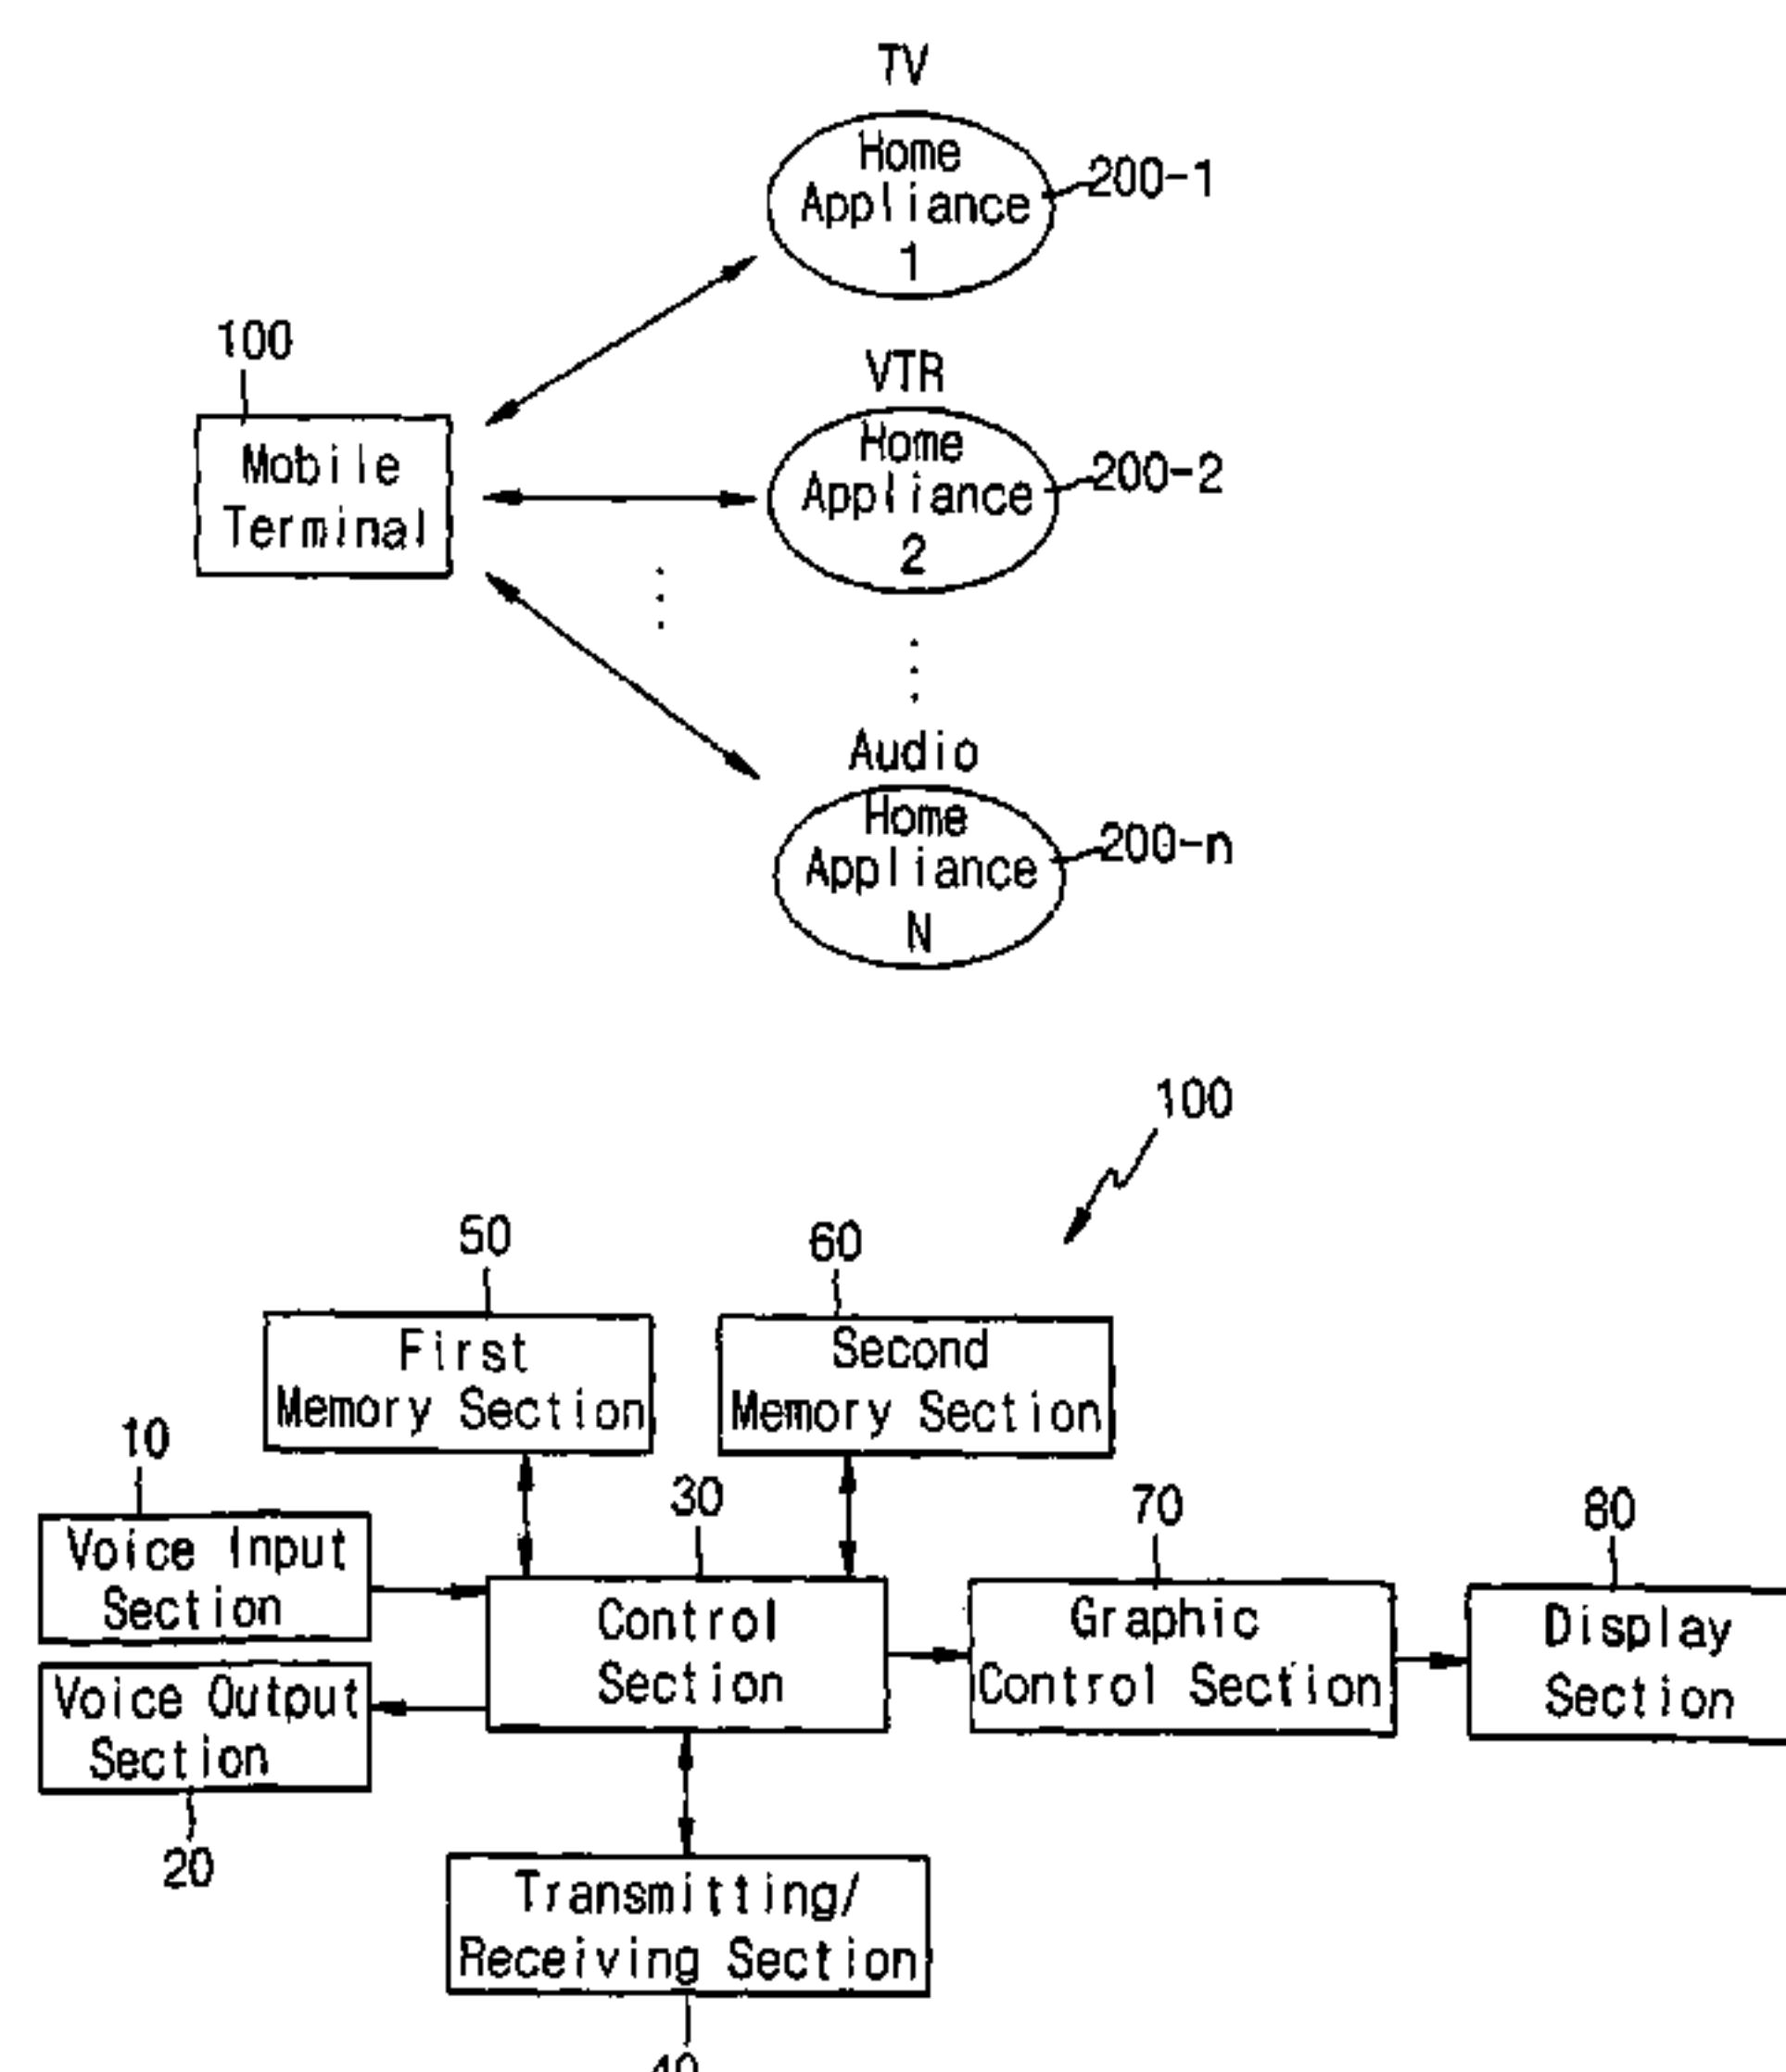 TV
Home
Appliance
1
200-1
100
Mobile
Terminal
VTR
Home
Appliance
2
200-2
Audio
Home
Appliance
N
200-n
100
50
First
Memory Section
60
Second
Memory Section
10
Voice Input
Section
30
Control
Section
70
Graphic
Control Section
80
Display
Section
Voice Output
Section
20
Transmitting/
Receiving Section
40